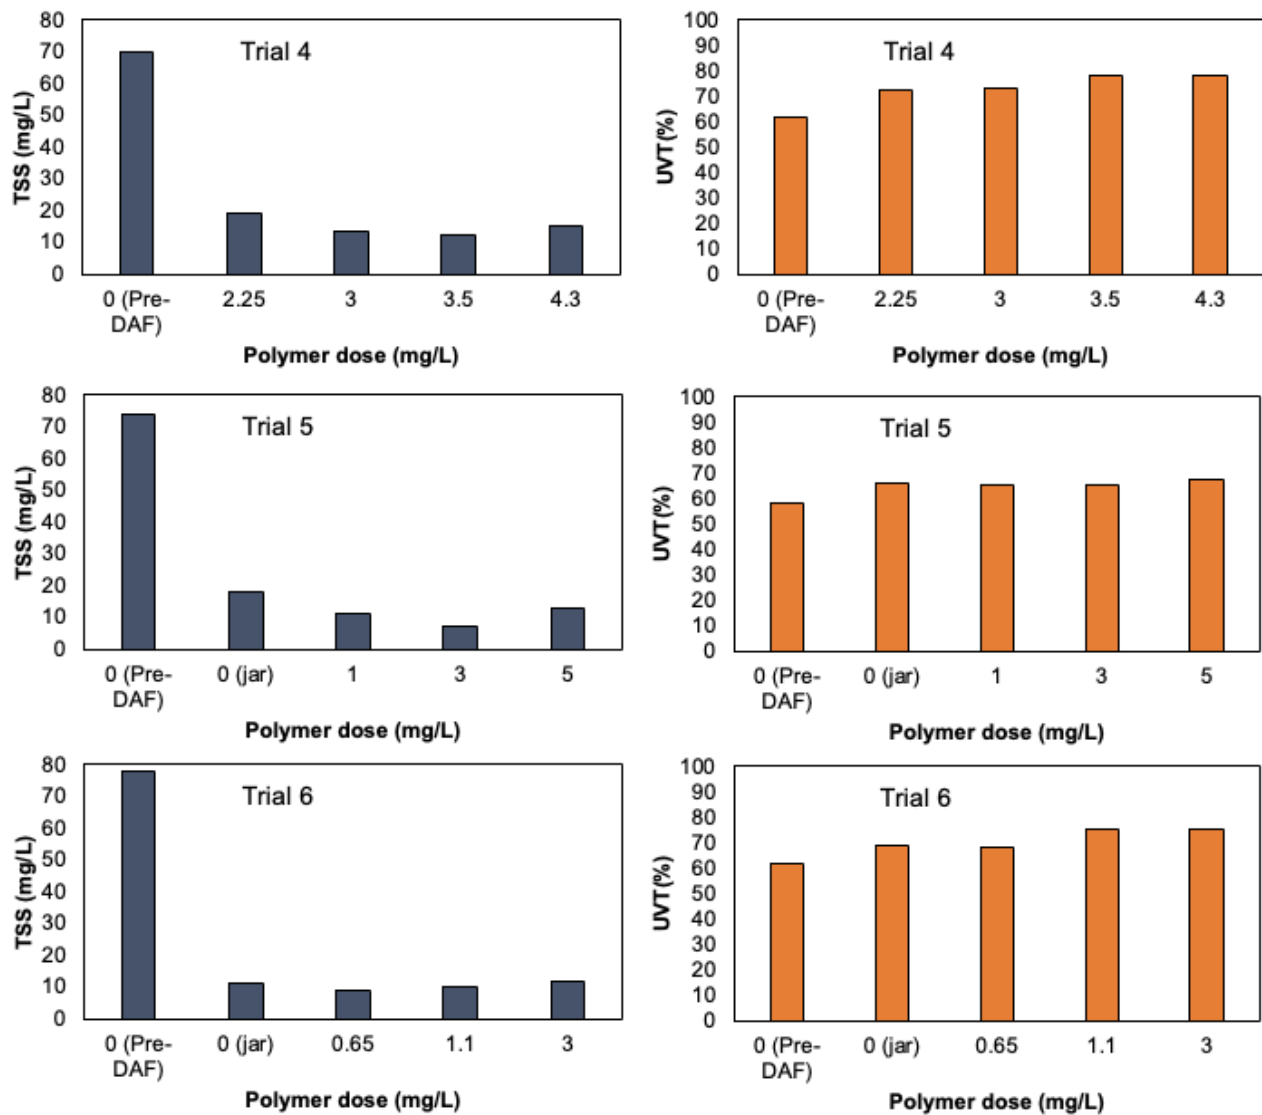 80
70
60
50
40
30
20
10
0
TSS (mg/L)
Trial 4
0 (Pre-
DAF)
2.25
3
3.5
4.3
Polymer dose (mg/L)
100
90
80
70
60
50
40
30
20
10
0
UVT(%)
Trial 4
0 (Pre-
DAF)
2.25
3
3.5
4.3
Polymer dose (mg/L)
80
70
60
50
40
30
20
10
0
TSS (mg/L)
Trial 5
0 (Pre-
DAF)
0 (jar)
1
3
5
Polymer dose (mg/L)
100
90
80
70
60
50
40
30
20
10
0
UVT(%)
Trial 5
0 (Pre-
DAF)
0 (jar)
1
3
5
Polymer dose (mg/L)
80
70
60
50
40
30
20
10
0
TSS (mg/L)
Trial 6
0 (Pre-
DAF)
0 (jar)
0.65
1.1
3
Polymer dose (mg/L)
100
90
80
70
60
50
40
30
20
10
0
UVT(%)
Trial 6
0 (Pre-
DAF)
0 (jar)
0.65
1.1
3
Polymer dose (mg/L)